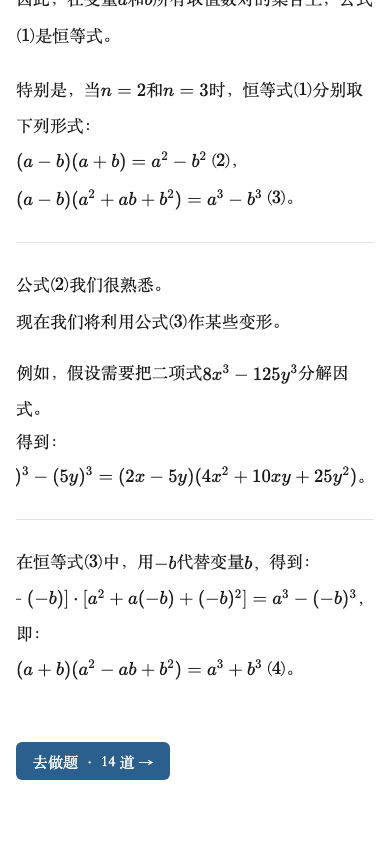 因此，在变量a和b所有取值数对的集合上，公式
(1)是恒等式。
特别是，当n = 2和n = 3时，恒等式(1)分别取
下列形式：
(a − b)(a + b) = a² − b² (2)，
(a − b)(a² + ab + b²) = a³ − b³ (3)。
公式(2)我们很熟悉。
现在我们将利用公式(3)作某些变形。
例如，假设需要把二项式8x³ − 125y³分解因
式。
得到：
)³ − (5y)³ = (2x − 5y)(4x² + 10xy + 25y²)。
在恒等式(3)中，用−b代替变量b，得到：
- (−b)] · [a² + a(−b) + (−b)²] = a³ − (−b)³，
即：
(a + b)(a² − ab + b²) = a³ + b³ (4)。
去做题 · 14 道 →